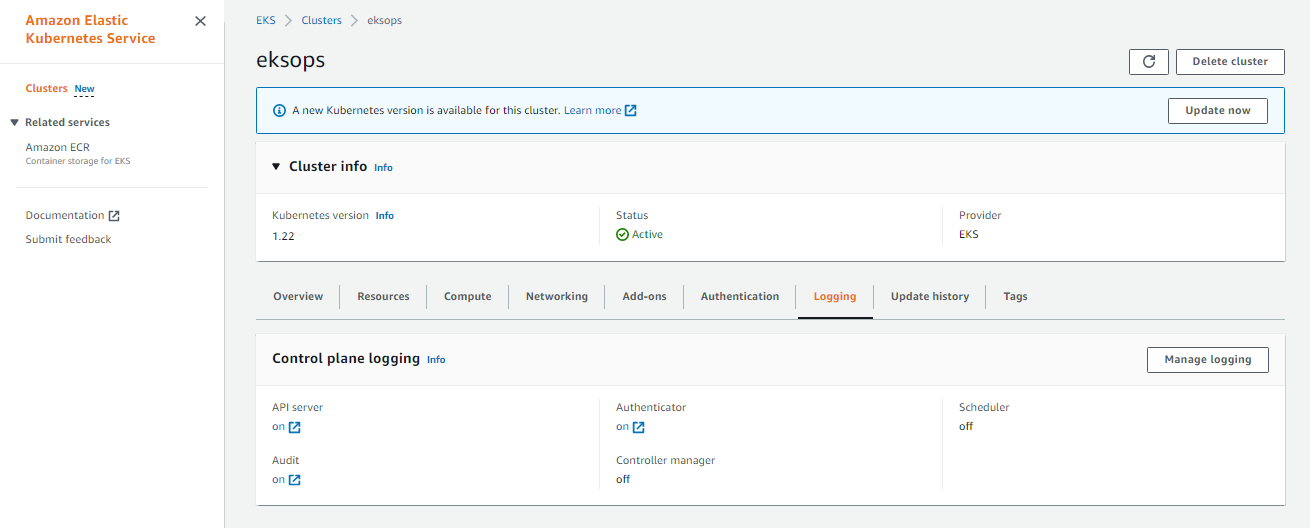 Amazon Elastic
Kubernetes Service
Clusters New
Related services
Amazon ECR
Container storage for EKS
Documentation
Submit feedback
EKS Clusters eksops
eksops
Delete cluster
A new Kubernetes version is available for this cluster. Learn more
Update now
Cluster info Info
Kubernetes version Info
1.22
Status
Active
Provider
EKS
Overview Resources Compute Networking Add-ons Authentication Logging Update history Tags
Control plane logging Info
Manage logging
API server
on
Audit
on
Authenticator
on
Controller manager
off
Scheduler
off